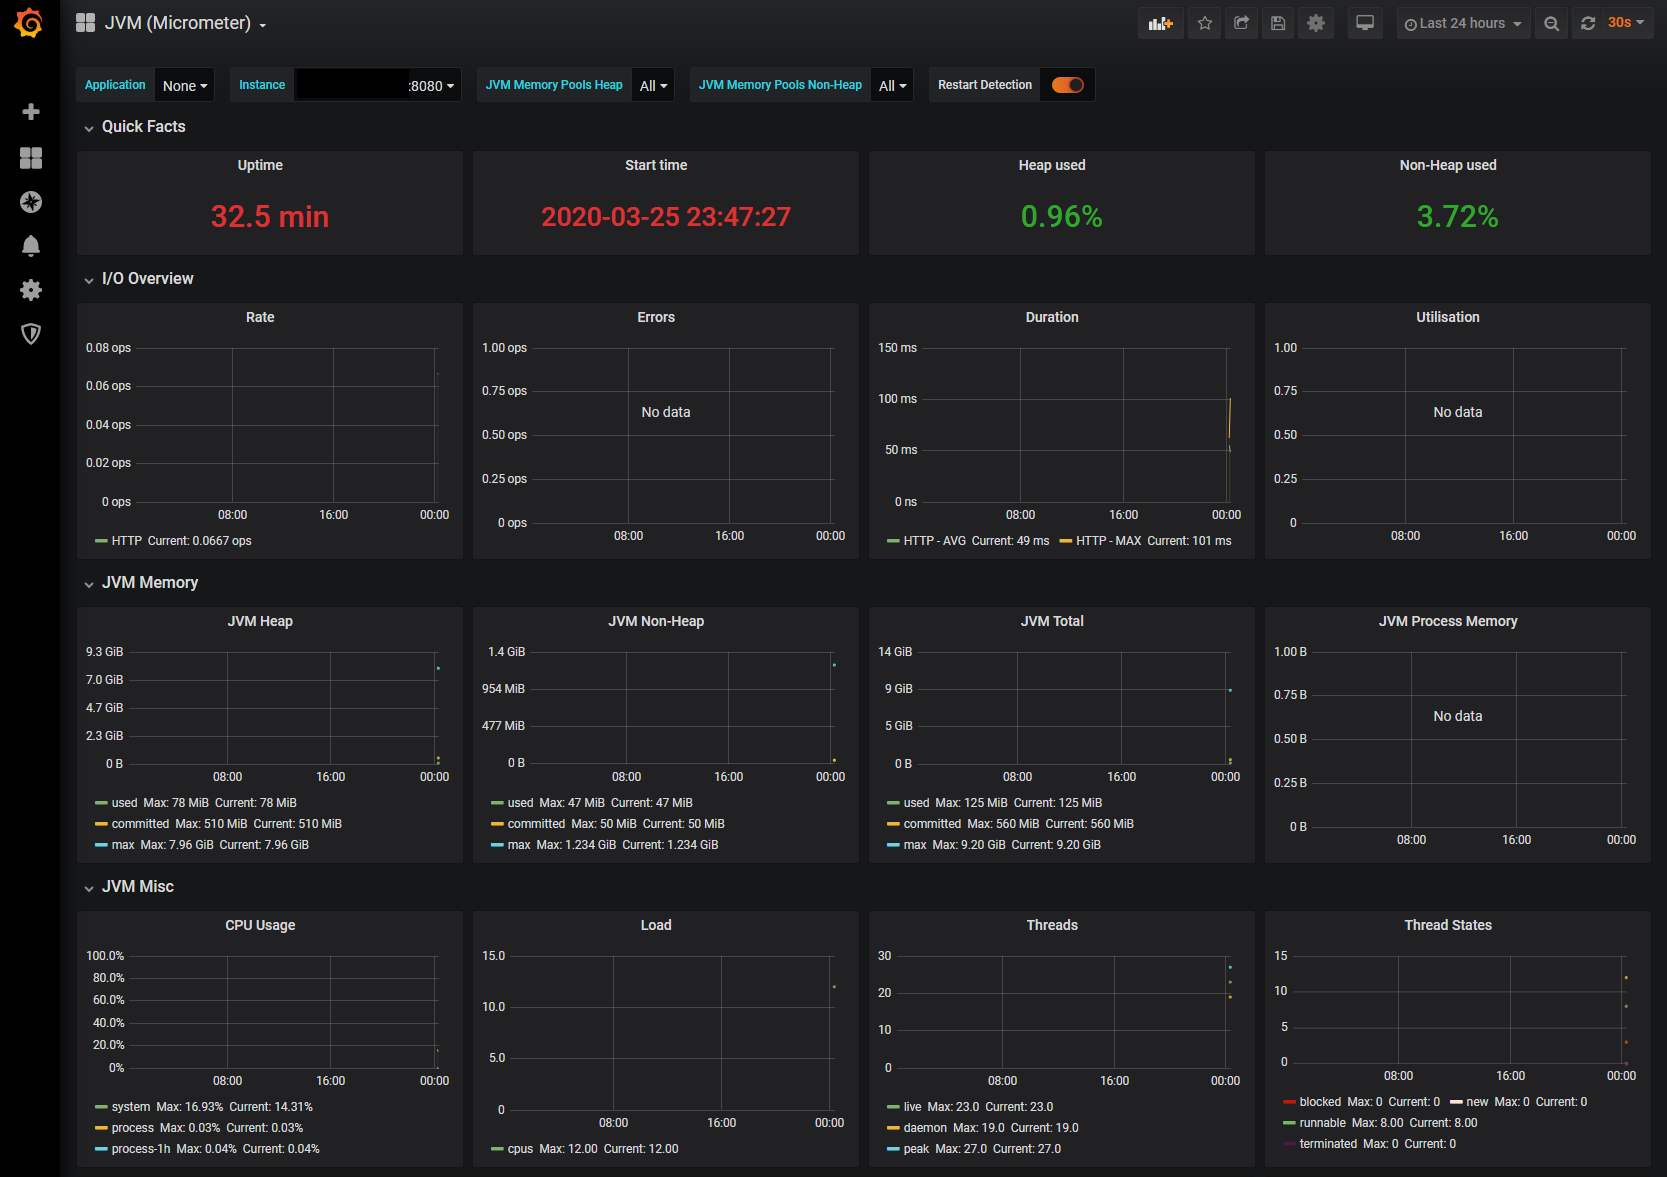 JVM (Micrometer)
Last 24 hours
30s
Application None Instance :8080 JVM Memory Pools Heap All JVM Memory Pools Non-Heap All Restart Detection
Quick Facts
Uptime
32.5 min
Start time
2020-03-25 23:47:27
Heap used
0.96%
Non-Heap used
3.72%
I/O Overview
Rate
0.08 ops
0.06 ops
0.04 ops
0.02 ops
0 ops
08:00 16:00 00:00
HTTP Current: 0.0667 ops
Errors
1.00 ops
0.75 ops
No data
0.50 ops
0.25 ops
0 ops
08:00 16:00 00:00
Duration
150 ms
100 ms
50 ms
0 ns
08:00 16:00 00:00
HTTP - AVG Current: 49 ms HTTP - MAX Current: 101 ms
Utilisation
1.00
0.75
No data
0.50
0.25
0
08:00 16:00 00:00
JVM Memory
JVM Heap
9.3 GiB
7.0 GiB
4.7 GiB
2.3 GiB
0 B
08:00 16:00 00:00
used Max: 78 MiB Current: 78 MiB
committed Max: 510 MiB Current: 510 MiB
max Max: 7.96 GiB Current: 7.96 GiB
JVM Non-Heap
1.4 GiB
954 MiB
477 MiB
0 B
08:00 16:00 00:00
used Max: 47 MiB Current: 47 MiB
committed Max: 50 MiB Current: 50 MiB
max Max: 1.234 GiB Current: 1.234 GiB
JVM Total
14 GiB
9 GiB
5 GiB
0 B
08:00 16:00 00:00
used Max: 125 MiB Current: 125 MiB
committed Max: 560 MiB Current: 560 MiB
max Max: 9.20 GiB Current: 9.20 GiB
JVM Process Memory
1.00 B
0.75 B
No data
0.50 B
0.25 B
0 B
08:00 16:00 00:00
JVM Misc
CPU Usage
100.0%
80.0%
60.0%
40.0%
20.0%
0%
08:00 16:00 00:00
system Max: 16.93% Current: 14.31%
process Max: 0.03% Current: 0.03%
process-1h Max: 0.04% Current: 0.04%
Load
15.0
10.0
5.0
0
08:00 16:00 00:00
cpus Max: 12.00 Current: 12.00
Threads
30
20
10
0
08:00 16:00 00:00
live Max: 23.0 Current: 23.0
daemon Max: 19.0 Current: 19.0
peak Max: 27.0 Current: 27.0
Thread States
15
10
5
0
08:00 16:00 00:00
blocked Max: 0 Current: 0 new Max: 0 Current: 0
runnable Max: 8.00 Current: 8.00
terminated Max: 0 Current: 0